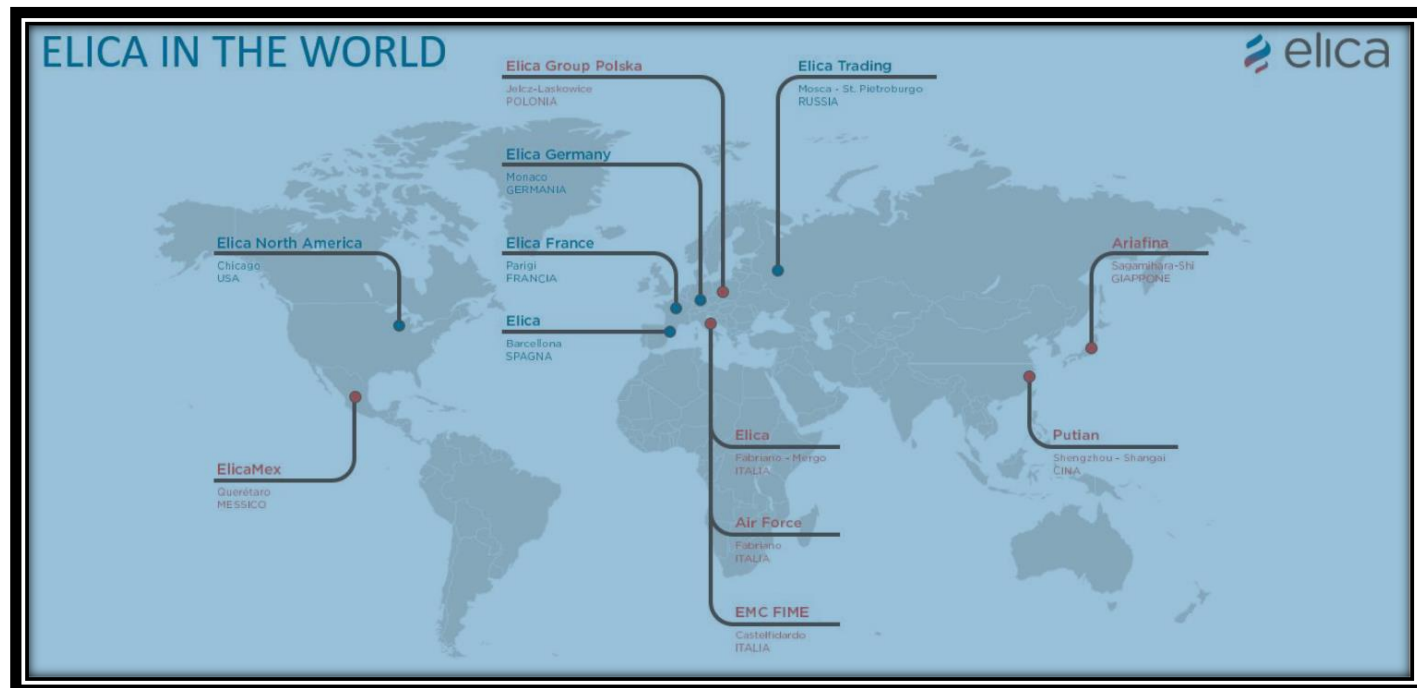 ELICA IN THE WORLD
elica
Elica Group Polska
Jelcz-Laskowice
POLONIA
Elica Trading
Mosca - St. Pietroburgo
RUSSIA
Elica Germany
Monaco
GERMANIA
Elica North America
Chicago
USA
Elica France
Parigi
FRANCIA
Ariafina
Sagamihara-Shi
GIAPPONE
Elica
Barcellona
SPAGNA
Elica
Fabriano - Mergo
ITALIA
Putian
Shengzhou - Shangai
CINA
ElicaMex
Querétaro
MESSICO
Air Force
Fabriano
ITALIA
EMC FIME
Castelfidardo
ITALIA